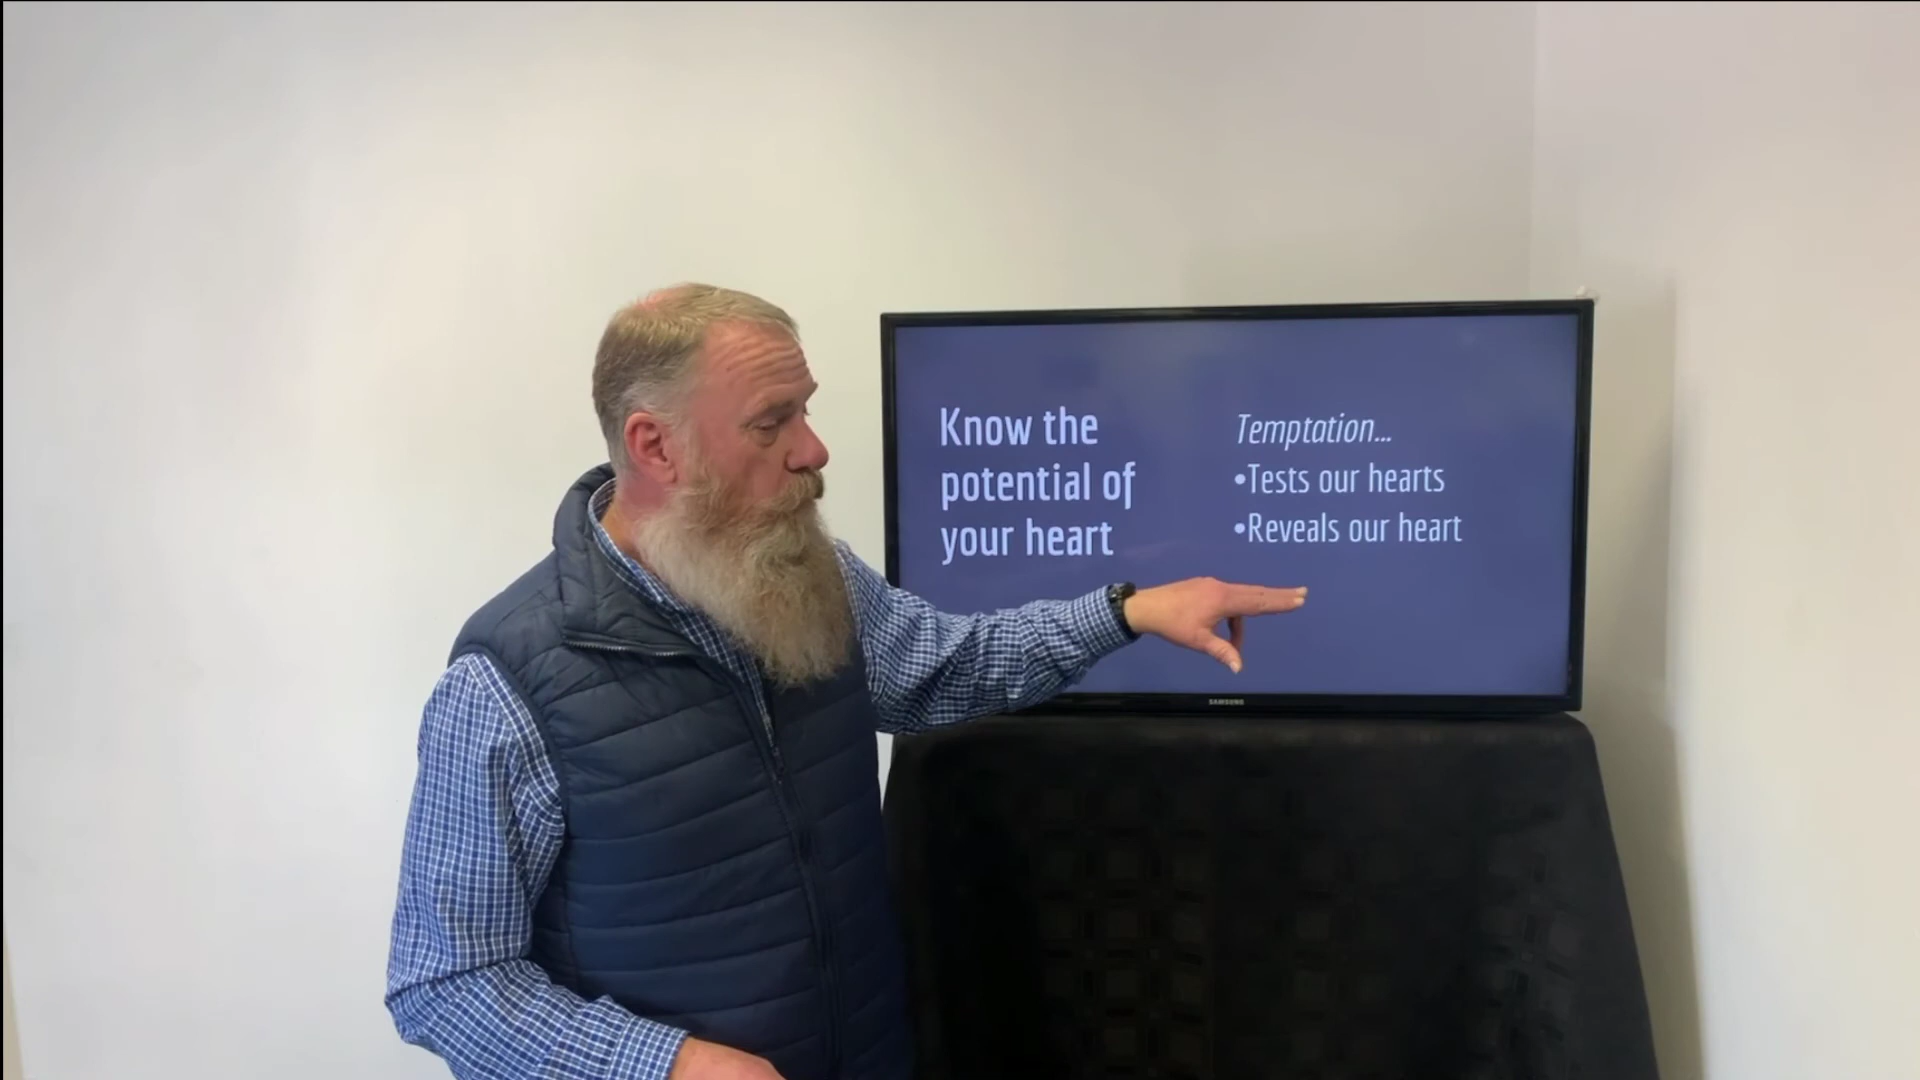 Know the
potential of
your heart
Temptation...
•Tests our hearts
•Reveals our heart
SAMSUNG